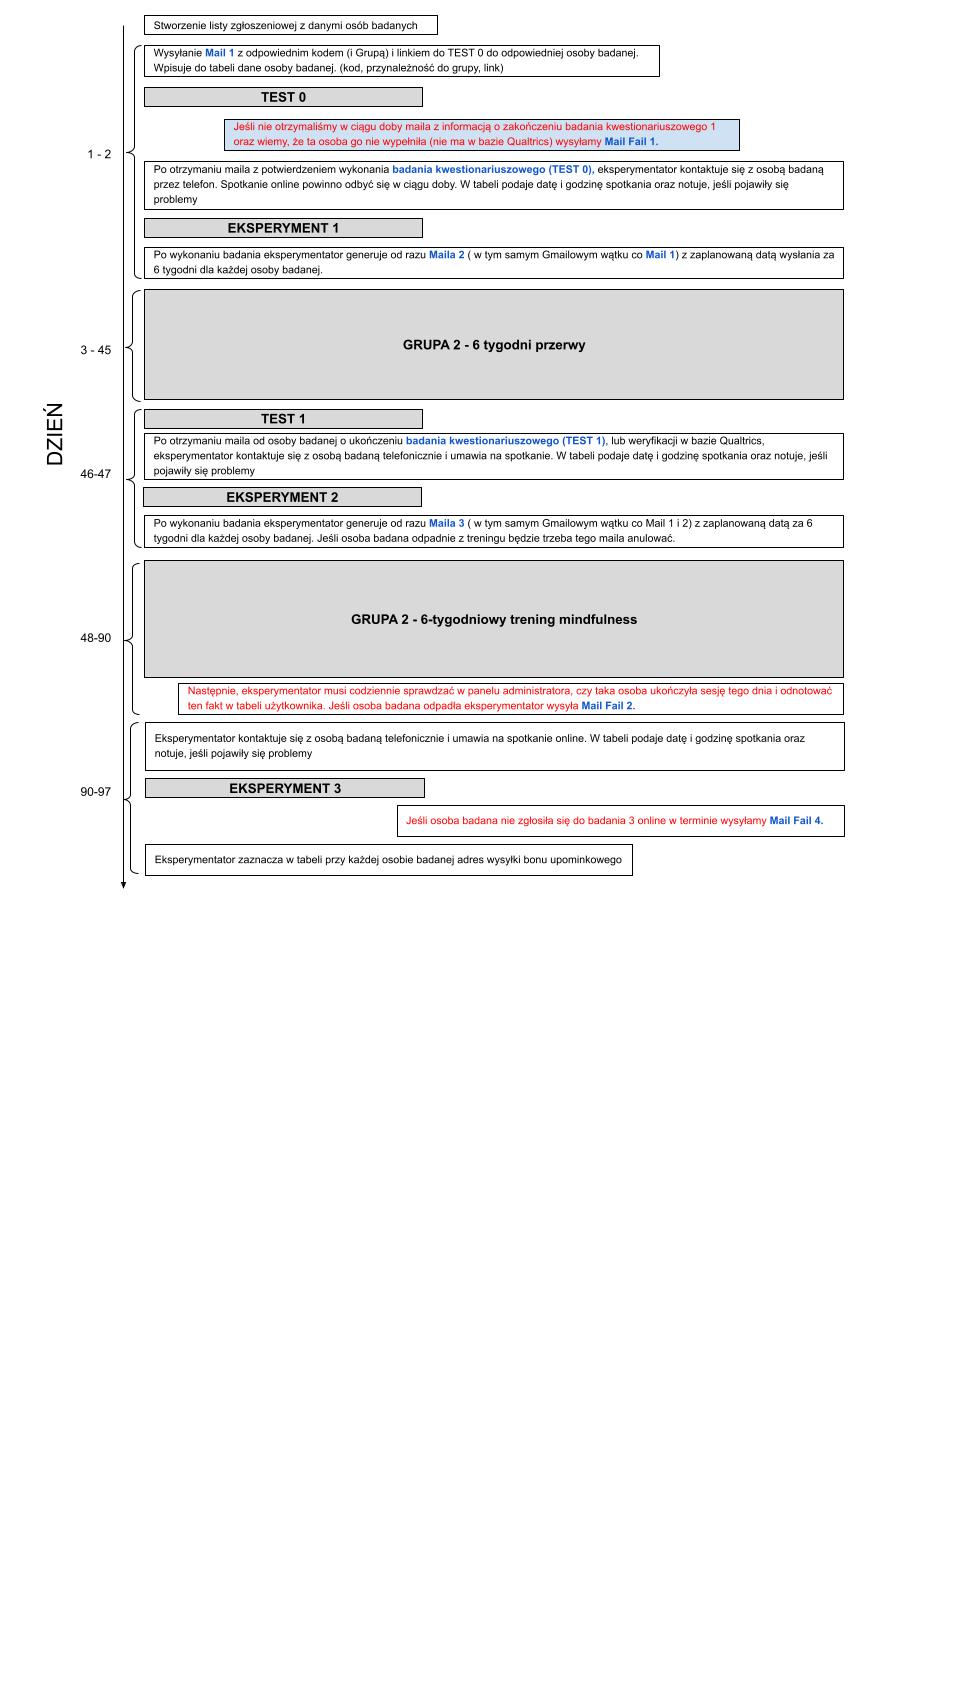 Stworzenie listy zgłoszeniowej z danymi osób badanych
Wysyłanie Mail 1 z odpowiednim kodem (i Grupą) i linkiem do TEST 0 do odpowiedniej osoby badanej.
Wpisuje do tabeli dane osoby badanej. (kod, przynależność do grupy, link)
TEST 0
Jeśli nie otrzymaliśmy w ciągu doby maila z informacją o zakończeniu badania kwestionariuszowego 1
oraz wiemy, że ta osoba go nie wypełniła (nie ma w bazie Qualtrics) wysyłamy Mail Fail 1.
1 - 2
Po otrzymaniu maila z potwierdzeniem wykonania badania kwestionariuszowego (TEST 0), eksperymentator kontaktuje się z osobą badaną
przez telefon. Spotkanie online powinno odbyć się w ciągu doby. W tabeli podaje datę i godzinę spotkania oraz notuje, jeśli pojawiły się
problemy
EKSPERYMENT 1
Po wykonaniu badania eksperymentator generuje od razu Maila 2 ( w tym samym Gmailowym wątku co Mail 1) z zaplanowaną datą wysłania za
6 tygodni dla każdej osoby badanej.
GRUPA 2 - 6 tygodni przerwy
3 - 45
DZIEŃ
TEST 1
Po otrzymaniu maila od osoby badanej o ukończeniu badania kwestionariuszowego (TEST 1), lub weryfikacji w bazie Qualtrics,
eksperymentator kontaktuje się z osobą badaną telefonicznie i umawia na spotkanie. W tabeli podaje datę i godzinę spotkania oraz notuje, jeśli
pojawiły się problemy
46-47
EKSPERYMENT 2
Po wykonaniu badania eksperymentator generuje od razu Maila 3 ( w tym samym Gmailowym wątku co Mail 1 i 2) z zaplanowaną datą za 6
tygodni dla każdej osoby badanej. Jeśli osoba badana odpadnie z treningu będzie trzeba tego maila anulować.
GRUPA 2 - 6-tygodniowy trening mindfulness
48-90
Następnie, eksperymentator musi codziennie sprawdzać w panelu administratora, czy taka osoba ukończyła sesję tego dnia i odnotować
ten fakt w tabeli użytkownika. Jeśli osoba badana odpadła eksperymentator wysyła Mail Fail 2.
Eksperymentator kontaktuje się z osobą badaną telefonicznie i umawia na spotkanie online. W tabeli podaje datę i godzinę spotkania oraz
notuje, jeśli pojawiły się problemy
EKSPERYMENT 3
90-97
Jeśli osoba badana nie zgłosiła się do badania 3 online w terminie wysyłamy Mail Fail 4.
Eksperymentator zaznacza w tabeli przy każdej osobie badanej adres wysyłki bonu upominkowego